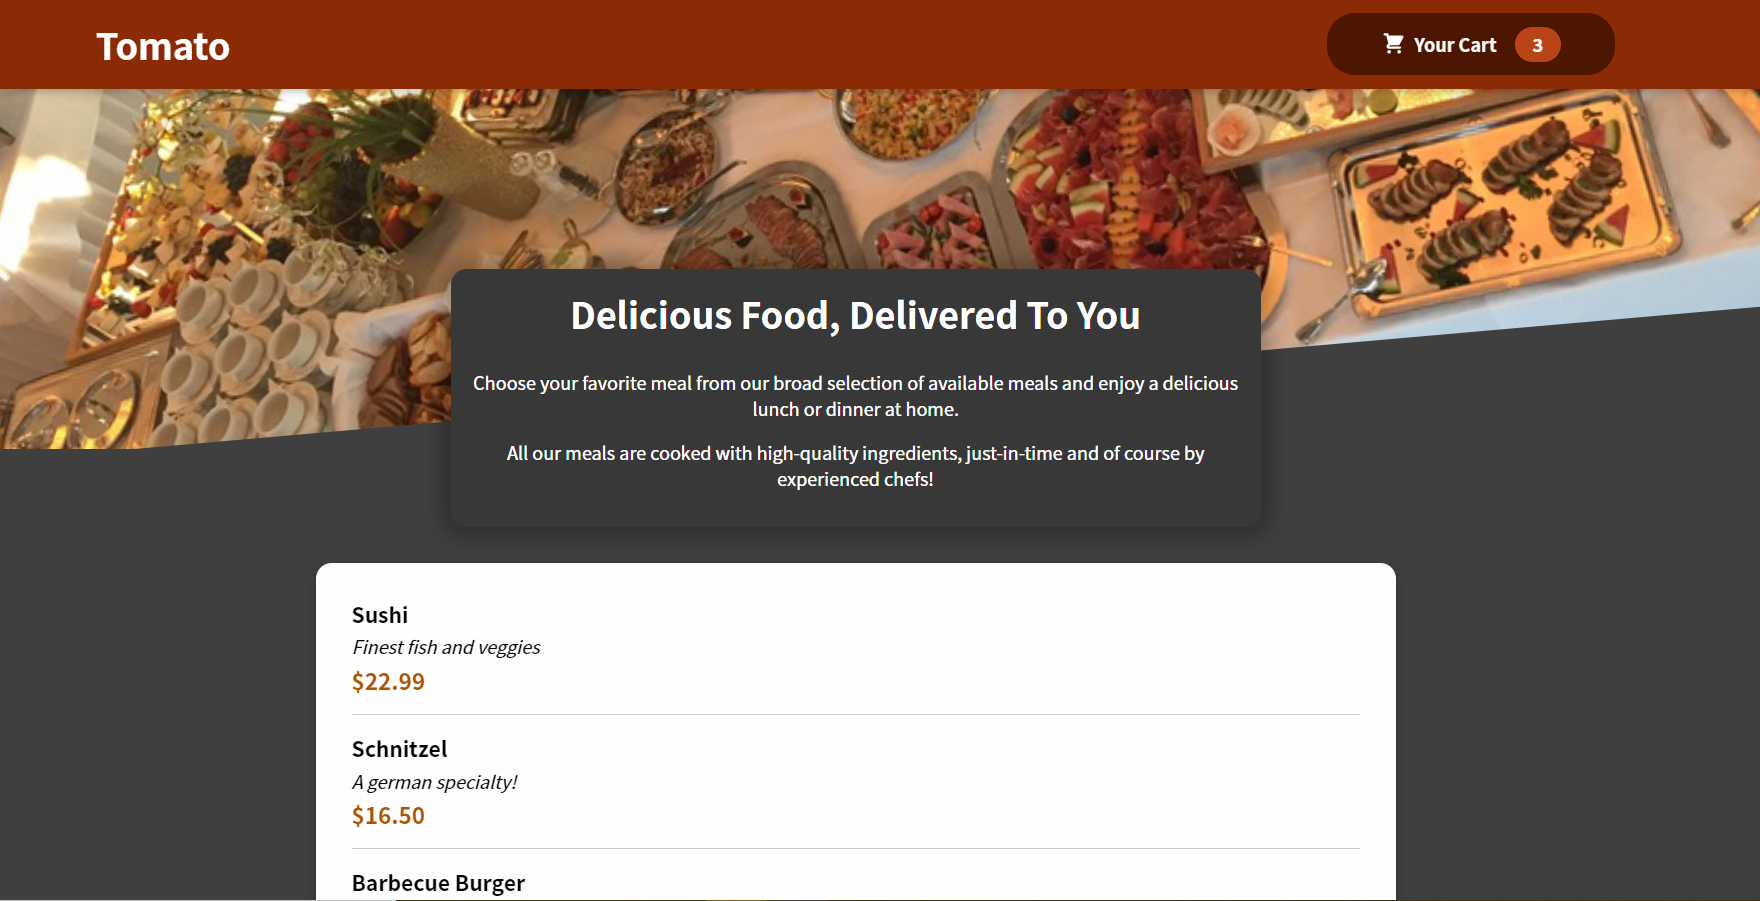 Tomato
Your Cart 3
Delicious Food, Delivered To You
Choose your favorite meal from our broad selection of available meals and enjoy a delicious
lunch or dinner at home.
All our meals are cooked with high-quality ingredients, just-in-time and of course by
experienced chefs!
Sushi
Finest fish and veggies
$22.99
Schnitzel
A german specialty!
$16.50
Barbecue Burger